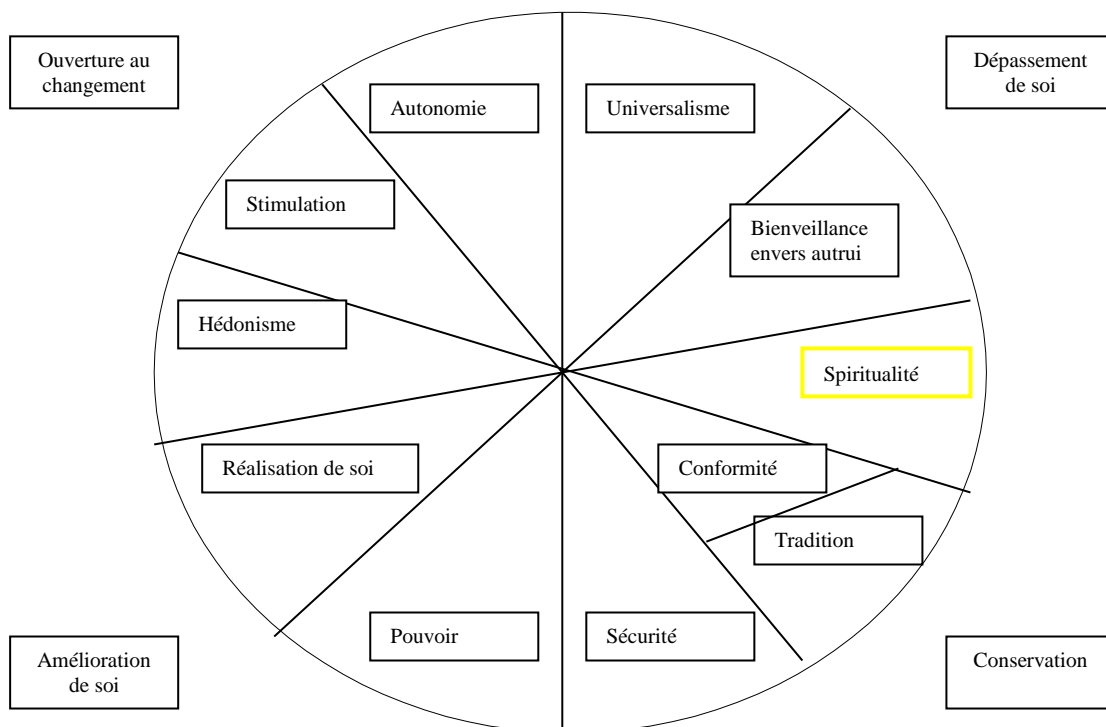 Ouverture au
changement
Dépassement
de soi
Autonomie
Universalisme
Stimulation
Bienveillance
envers autrui
Hédonisme
Spiritualité
Réalisation de soi
Conformité
Tradition
Pouvoir
Sécurité
Amélioration
de soi
Conservation